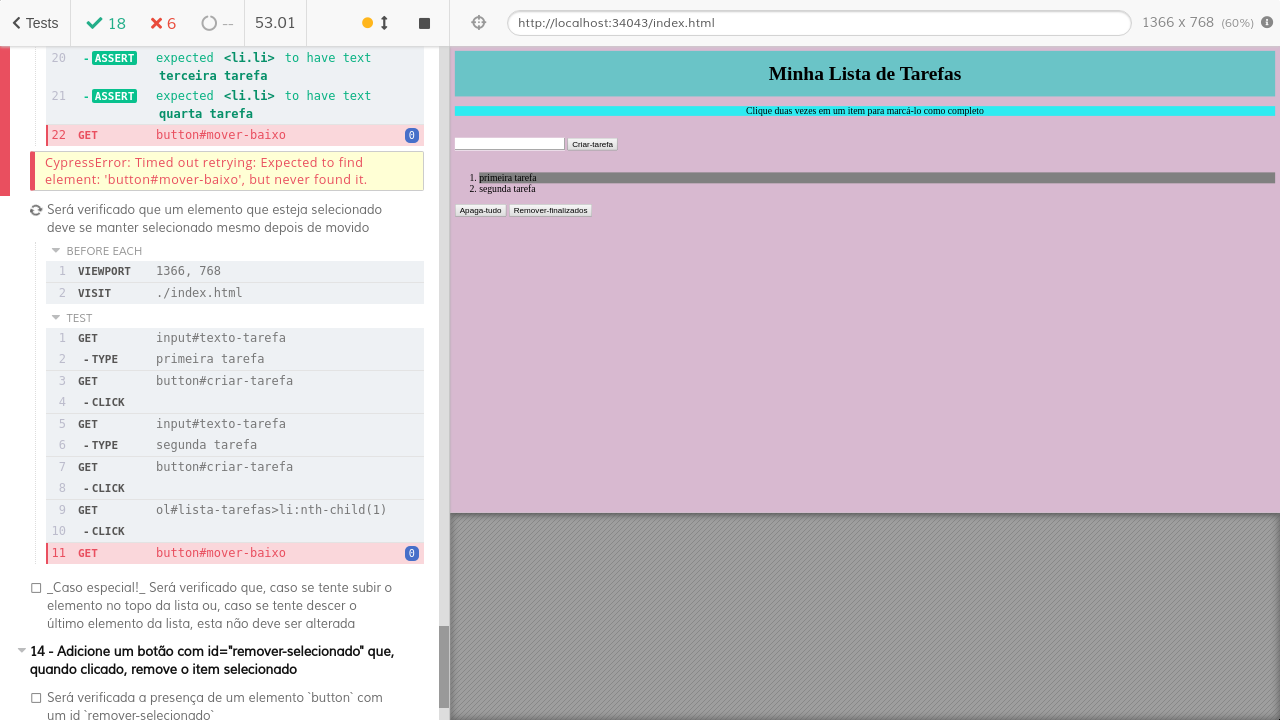 Tests
18
6
--
53.01
http://localhost:34043/index.html
1366 x 768 (60%)
20 - ASSERT expected <li.li> to have text
terceira tarefa
21 - ASSERT expected <li.li> to have text
quarta tarefa
22 GET button#mover-baixo 0
CypressError: Timed out retrying: Expected to find
element: 'button#mover-baixo', but never found it.
Será verificado que um elemento que esteja selecionado
deve se manter selecionado mesmo depois de movido
BEFORE EACH
1 VIEWPORT 1366, 768
2 VISIT ./index.html
TEST
1 GET input#texto-tarefa
2 - TYPE primeira tarefa
3 GET button#criar-tarefa
4 - CLICK
5 GET input#texto-tarefa
6 - TYPE segunda tarefa
7 GET button#criar-tarefa
8 - CLICK
9 GET ol#lista-tarefas>li:nth-child(1)
10 - CLICK
11 GET button#mover-baixo 0
_Caso especial!_ Será verificado que, caso se tente subir o
elemento no topo da lista ou, caso se tente descer o
último elemento da lista, esta não deve ser alterada
14 - Adicione um botão com id="remover-selecionado" que,
quando clicado, remove o item selecionado
Será verificada a presença de um elemento `button` com
um id `remover-selecionado`
Minha Lista de Tarefas
Clique duas vezes em um item para marcá-lo como completo
Criar-tarefa
1. primeira tarefa
2. segunda tarefa
Apaga-tudo Remover-finalizados